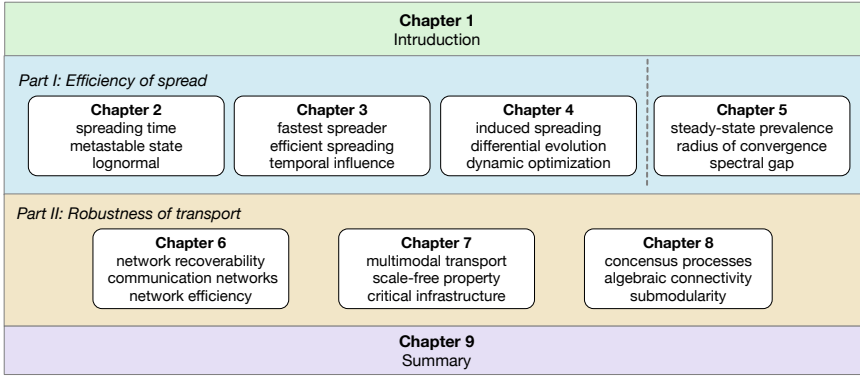 Chapter 1
Intruduction
Part I: Efficiency of spread
Chapter 2
spreading time
metastable state
lognormal
Chapter 3
fastest spreader
efficient spreading
temporal influence
Chapter 4
induced spreading
differential evolution
dynamic optimization
Chapter 5
steady-state prevalence
radius of convergence
spectral gap
Part II: Robustness of transport
Chapter 6
network recoverability
communication networks
network efficiency
Chapter 7
multimodal transport
scale-free property
critical infrastructure
Chapter 8
concensus processes
algebraic connectivity
submodularity
Chapter 9
Summary